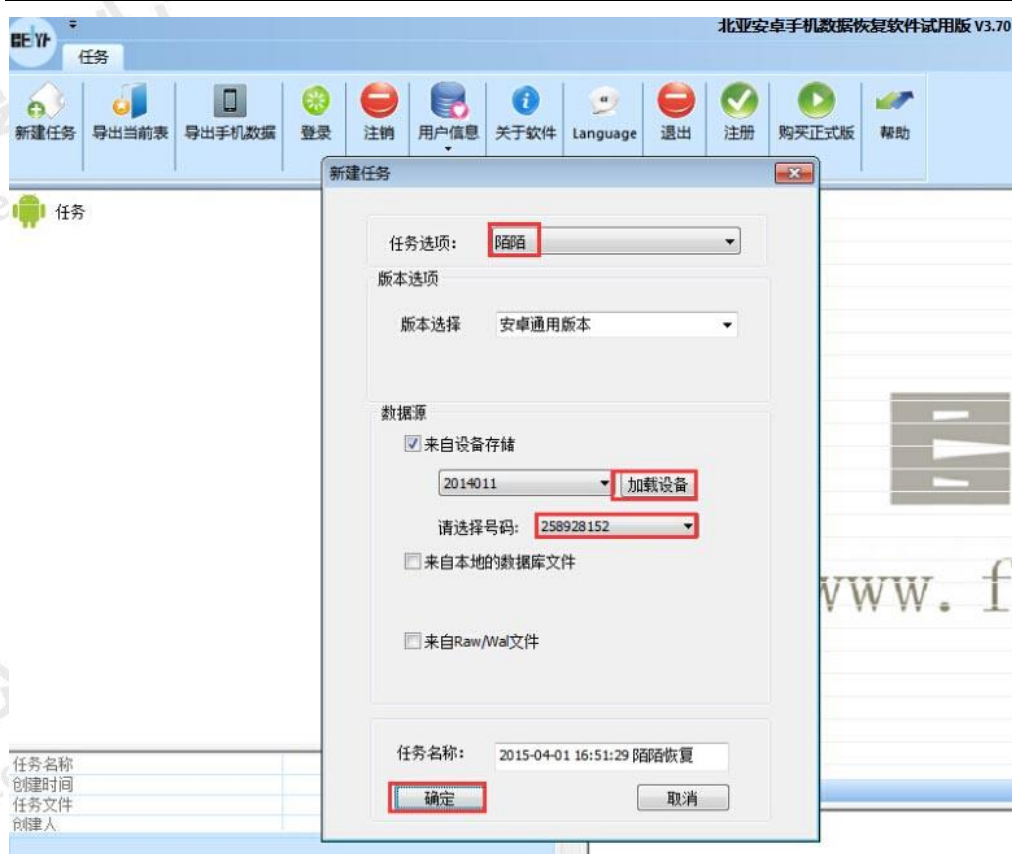 北亚安卓手机数据恢复软件试用版 V3.70
任务
新建任务 导出当前表 导出手机数据 登录 注销 用户信息 关于软件 Language 退出 注册 购买正式版 帮助
任务
新建任务
任务选项: 陌陌
版本选项
版本选择 安卓通用版本
数据源
来自设备存储
2014011 加载设备
请选择号码: 258928152
来自本地的数据库文件
www. f
来自Raw/Wal文件
任务名称: 2015-04-01 16:51:29 陌陌恢复
确定 取消
任务名称
创建时间
任务文件
创建人